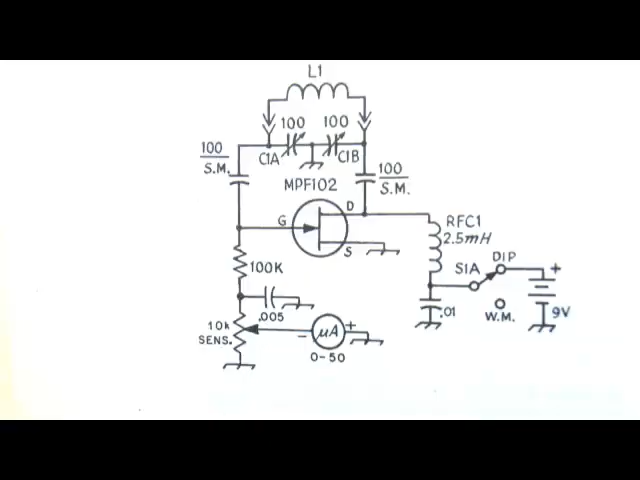 L1
100 100
C1A C1B
100
S.M.
100
S.M.
MPF102
G D
S
RFC1
2.5mH
100K
S1A DIP
+
.005
.01 W.M. 9V
10k
SENS.
− μA +
0-50